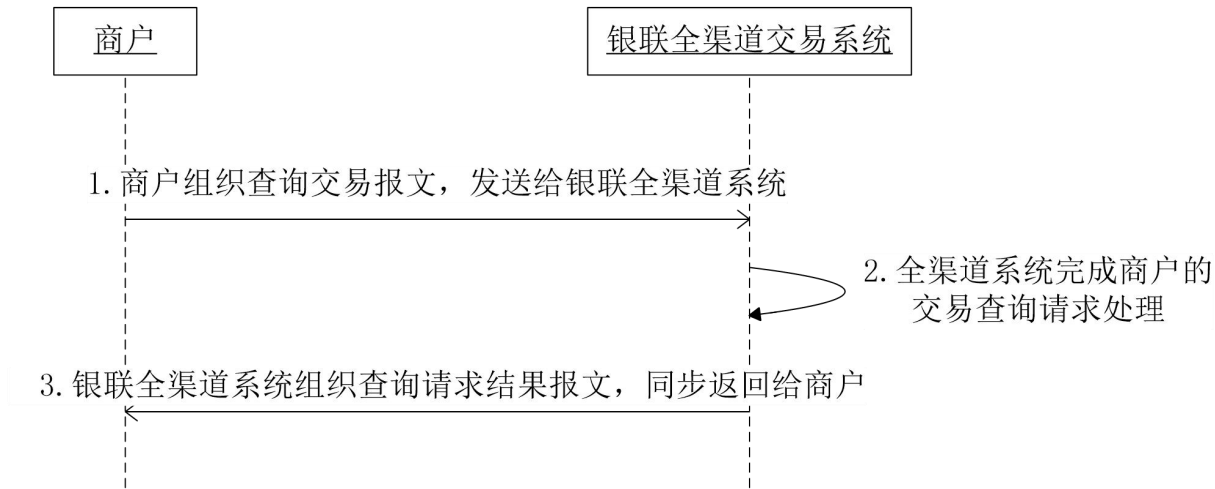 商户
银联全渠道交易系统
1.商户组织查询交易报文，发送给银联全渠道系统
2.全渠道系统完成商户的
交易查询请求处理
3.银联全渠道系统组织查询请求结果报文，同步返回给商户